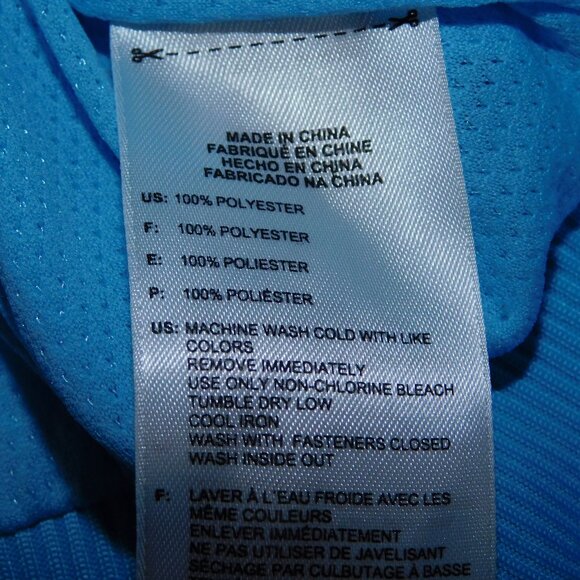 MADE IN CHINA
FABRIQUÉ EN CHINE
HECHO EN CHINA
FABRICADO NA CHINA
US: 100% POLYESTER
F: 100% POLYESTER
E: 100% POLIESTER
P: 100% POLIÉSTER
US: MACHINE WASH COLD WITH LIKE
COLORS
REMOVE IMMEDIATELY
USE ONLY NON-CHLORINE BLEACH
TUMBLE DRY LOW
COOL IRON
WASH WITH FASTENERS CLOSED
WASH INSIDE OUT
F: LAVER À L'EAU FROIDE AVEC LES
MÊME COULEURS
ENLEVER IMMÉDIATEMENT
NE PAS UTILISER DE JAVELISANT
SÉCHAGE PAR CULBUTAGE À BASSE